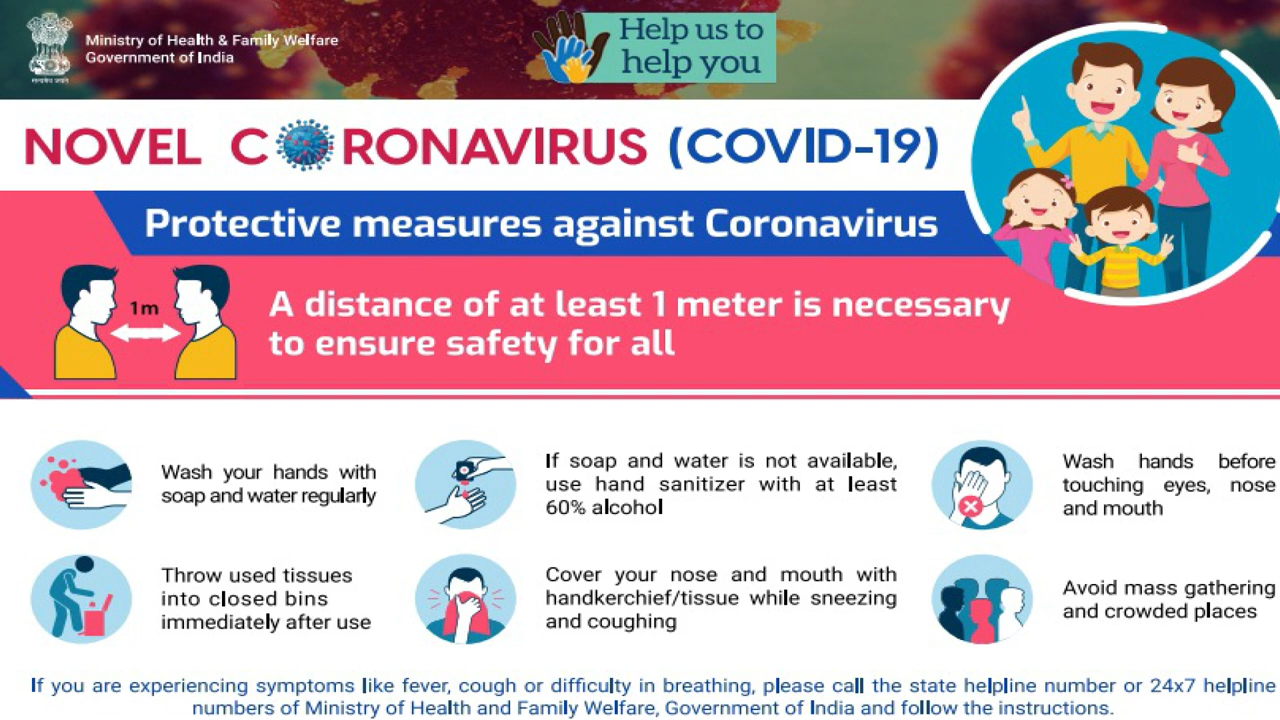 Ministry of Health & Family Welfare
Government of India
सत्यमेव जयते
Help us to
help you
NOVEL CORONAVIRUS (COVID-19)
Protective measures against Coronavirus
1m
A distance of at least 1 meter is necessary
to ensure safety for all
Wash your hands with
soap and water regularly
If soap and water is not available,
use hand sanitizer with at least
60% alcohol
Wash hands before
touching eyes, nose
and mouth
Throw used tissues
into closed bins
immediately after use
Cover your nose and mouth with
handkerchief/tissue while sneezing
and coughing
Avoid mass gathering
and crowded places
If you are experiencing symptoms like fever, cough or difficulty in breathing, please call the state helpline number or 24x7 helpline
numbers of Ministry of Health and Family Welfare, Government of India and follow the instructions.